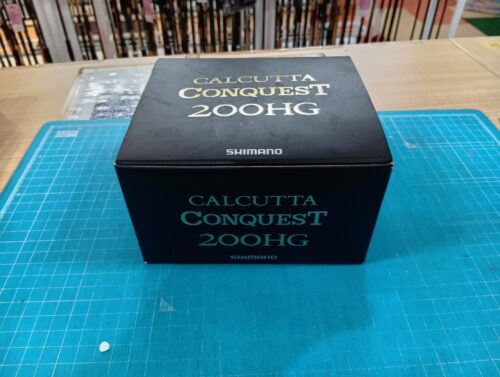 CALCUTTA
CONQUEST
200HG
SHIMANO
CALCUTTA
CONQUEST
200HG
SHIMANO